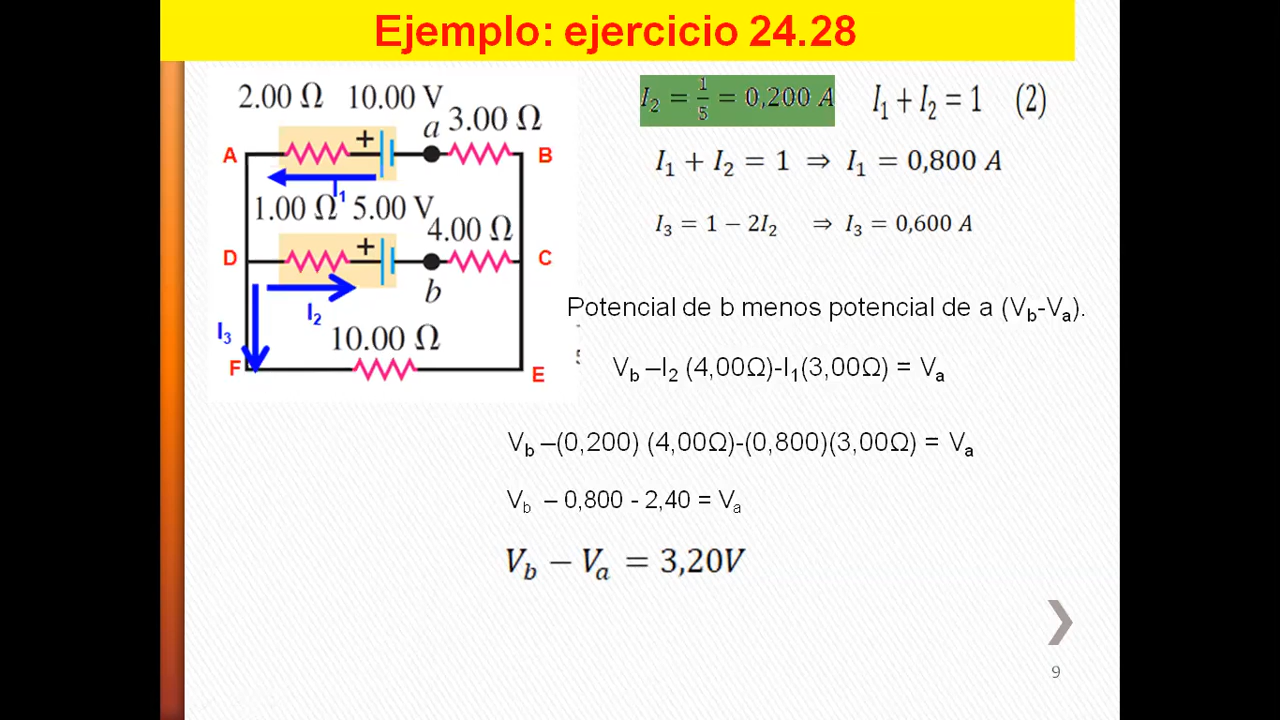 Ejemplo: ejercicio 24.28
2.00 Ω 10.00 V
a 3.00 Ω
A + B
I1
1.00 Ω 5.00 V
4.00 Ω
D + C
b
I2
I3
10.00 Ω
F E
I2 = 1/5 = 0,200 A I1 + I2 = 1 (2)
I1 + I2 = 1 ⇒ I1 = 0,800 A
I3 = 1 − 2I2 ⇒ I3 = 0,600 A
Potencial de b menos potencial de a (Vb-Va).
Vb –I2 (4,00Ω)-I1(3,00Ω) = Va
Vb –(0,200) (4,00Ω)-(0,800)(3,00Ω) = Va
Vb – 0,800 - 2,40 = Va
Vb − Va = 3,20V
9